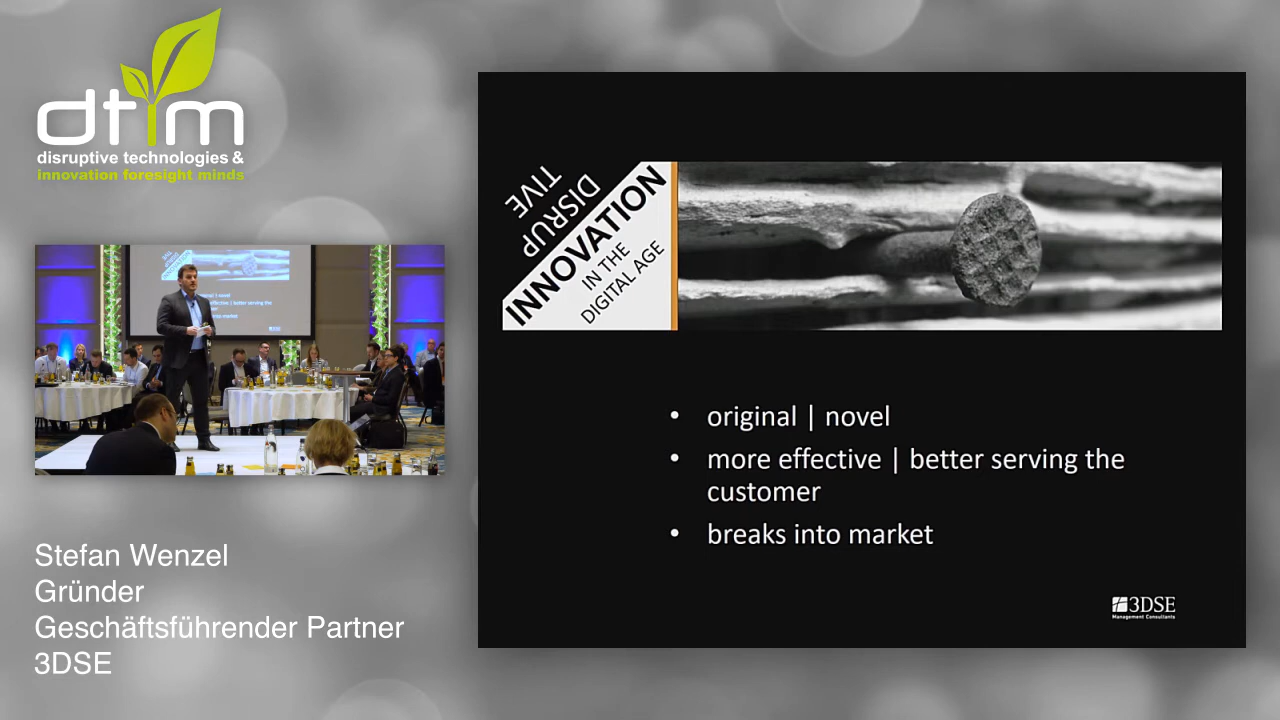 dtim
disruptive technologies &
innovation foresight minds
DISRUP
TIVE
INNOVATION
IN THE
DIGITAL AGE
• original | novel
• more effective | better serving the
customer
• breaks into market
3DSE
Management Consultants
Stefan Wenzel
Gründer
Geschäftsführender Partner
3DSE